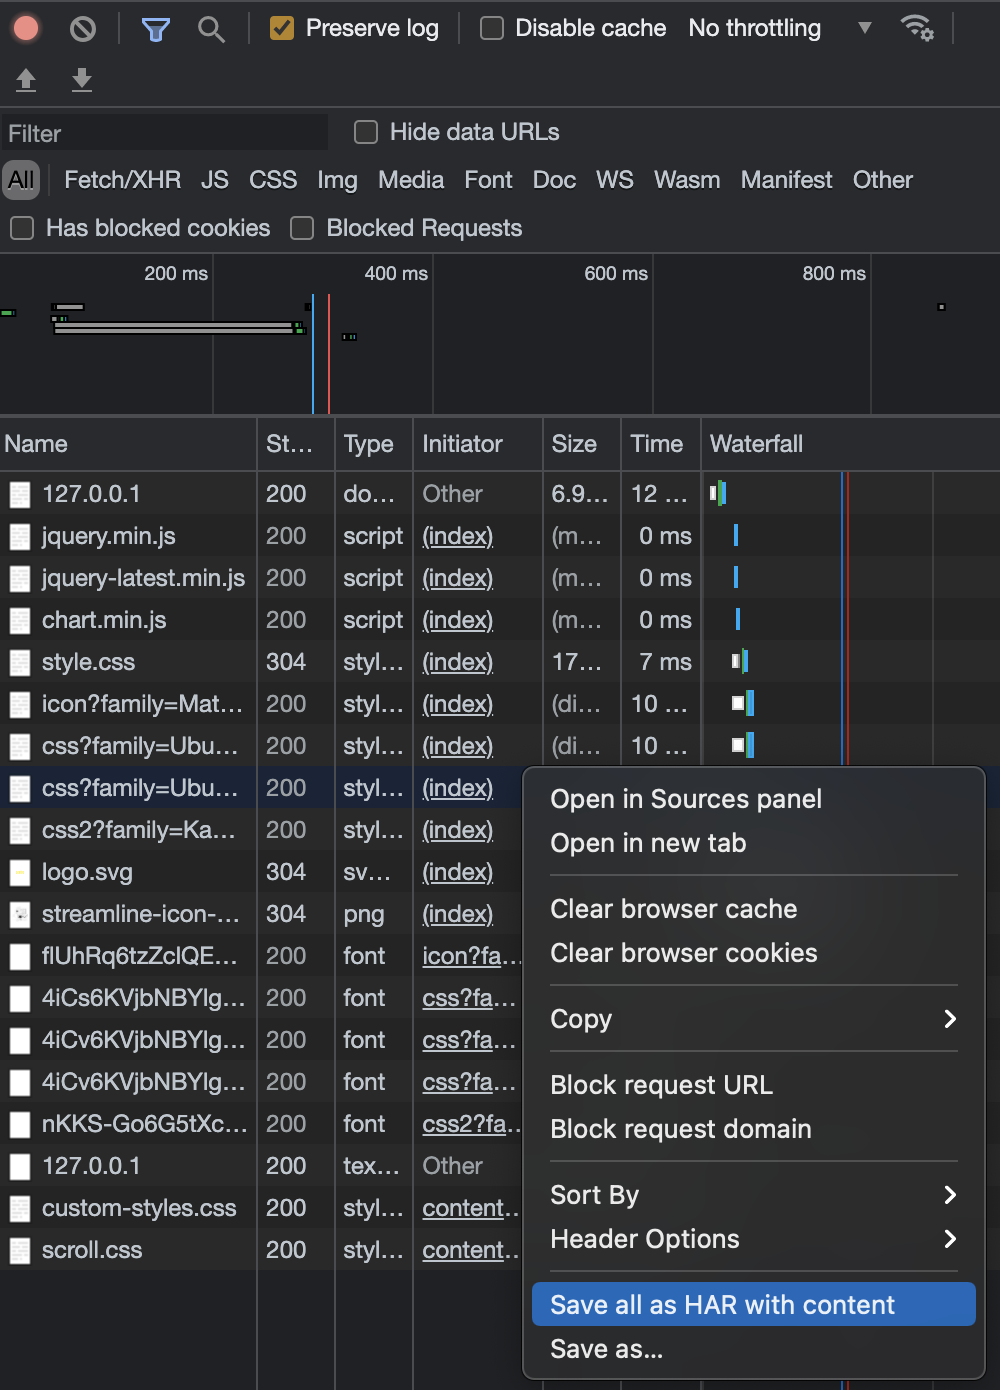 Preserve log Disable cache No throttling
Filter Hide data URLs
All Fetch/XHR JS CSS Img Media Font Doc WS Wasm Manifest Other
Has blocked cookies Blocked Requests
200 ms 400 ms 600 ms 800 ms
Name St... Type Initiator Size Time Waterfall
127.0.0.1 200 do... Other 6.9... 12 ...
jquery.min.js 200 script (index) (m... 0 ms
jquery-latest.min.js 200 script (index) (m... 0 ms
chart.min.js 200 script (index) (m... 0 ms
style.css 304 styl... (index) 17... 7 ms
icon?family=Mat... 200 styl... (index) (di... 10 ...
css?family=Ubu... 200 styl... (index) (di... 10 ...
css?family=Ubu... 200 styl... (index)
css2?family=Ka... 200 styl... (index)
logo.svg 304 sv... (index)
streamline-icon-... 304 png (index)
flUhRq6tzZclQE... 200 font icon?fa...
4iCs6KVjbNBYlg... 200 font css?fa...
4iCv6KVjbNBYlg... 200 font css?fa...
4iCv6KVjbNBYlg... 200 font css?fa...
nKKS-Go6G5tXc... 200 font css2?fa...
127.0.0.1 200 tex... Other
custom-styles.css 200 styl... content...
scroll.css 200 styl... content...
Open in Sources panel
Open in new tab
Clear browser cache
Clear browser cookies
Copy
Block request URL
Block request domain
Sort By
Header Options
Save all as HAR with content
Save as...